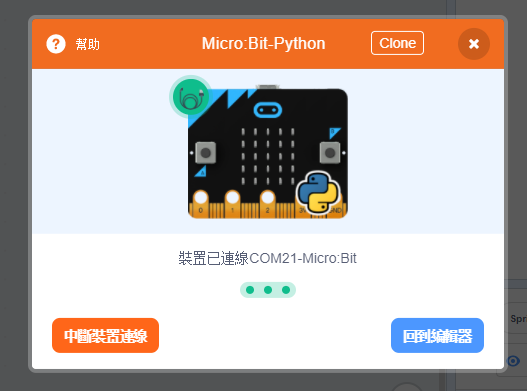 ? 幫助 Micro:Bit-Python Clone
0 1 2 3V GND
裝置已連線COM21-Micro:Bit
中斷裝置連線 回到編輯器
Spr